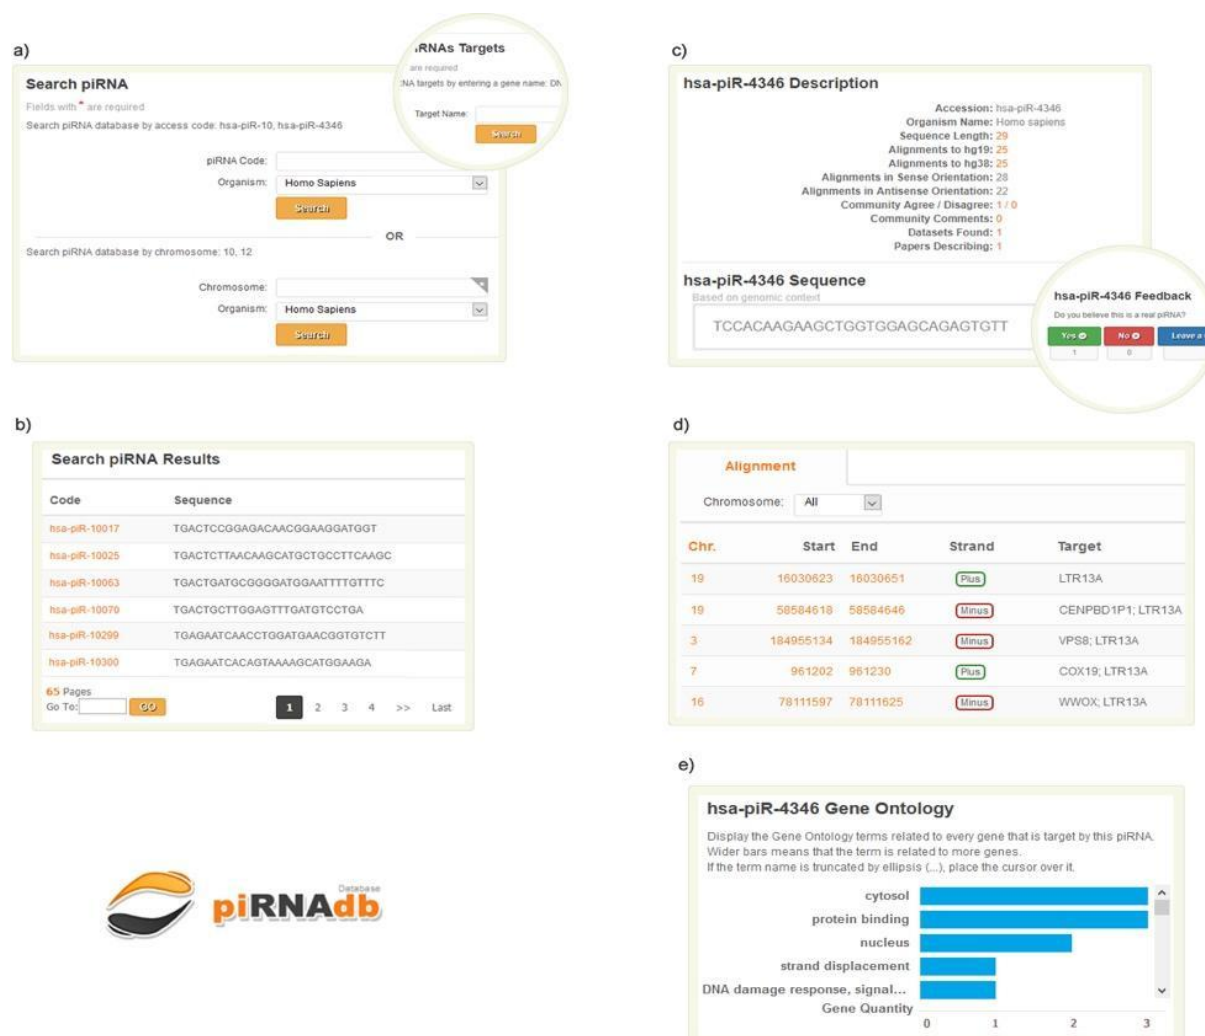 a)
Search piRNA
Fields with * are required
Search piRNA database by access code: hsa-piR-10, hsa-piR-4346
piRNA Code:
Organism: Homo Sapiens
Search
OR
Search piRNA database by chromosome: 10, 12
Chromosome:
Organism: Homo Sapiens
Search
RNAs Targets
are required
NA targets by entering a gene name: DN
Target Name:
Search
b)
Search piRNA Results
Code Sequence
hsa-piR-10017 TGACTCCGGAGACAACGGAAGGATGGT
hsa-piR-10025 TGACTCTTAACAAGCATGCTGCCTTCAAGC
hsa-piR-10063 TGACTGATGCGGGGATGGAATTTTGTTTC
hsa-piR-10070 TGACTGCTTGGAGTTTGATGTCCTGA
hsa-piR-10299 TGAGAATCAACCTGGATGAACGGTGTCTT
hsa-piR-10300 TGAGAATCACAGTAAAAGCATGGAAGA
65 Pages
Go To: GO 1 2 3 4 >> Last
Database
piRNAdb
c)
hsa-piR-4346 Description
Accession: hsa-piR-4346
Organism Name: Homo sapiens
Sequence Length: 29
Alignments to hg19: 25
Alignments to hg38: 25
Alignments in Sense Orientation: 28
Alignments in Antisense Orientation: 22
Community Agree / Disagree: 1 / 0
Community Comments: 0
Datasets Found: 1
Papers Describing: 1
hsa-piR-4346 Sequence
Based on genomic context
TCCACAAGAAGCTGGTGGAGCAGAGTGTT
hsa-piR-4346 Feedback
Do you believe this is a real piRNA?
Yes No Leave a
1 0
d)
Alignment
Chromosome: All
Chr. Start End Strand Target
19 16030623 16030651 Plus LTR13A
19 58584618 58584646 Minus CENPBD1P1; LTR13A
3 184955134 184955162 Minus VPS8; LTR13A
7 961202 961230 Plus COX19; LTR13A
16 78111597 78111625 Minus WWOX; LTR13A
e)
hsa-piR-4346 Gene Ontology
Display the Gene Ontology terms related to every gene that is target by this piRNA.
Wider bars means that the term is related to more genes.
If the term name is truncated by ellipsis (...), place the cursor over it.
cytosol
protein binding
nucleus
strand displacement
DNA damage response, signal...
Gene Quantity
0 1 2 3